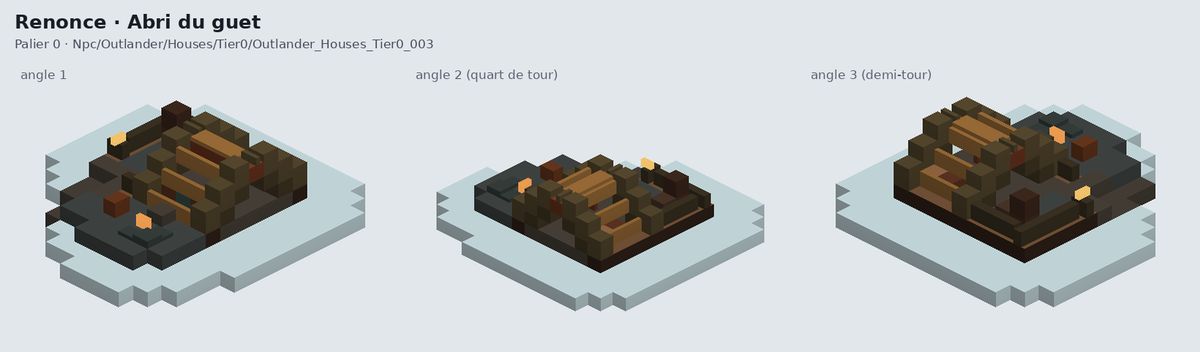 Renonce · Abri du guet
Palier 0 · Npc/Outlander/Houses/Tier0/Outlander_Houses_Tier0_003
angle 1
angle 2 (quart de tour)
angle 3 (demi-tour)